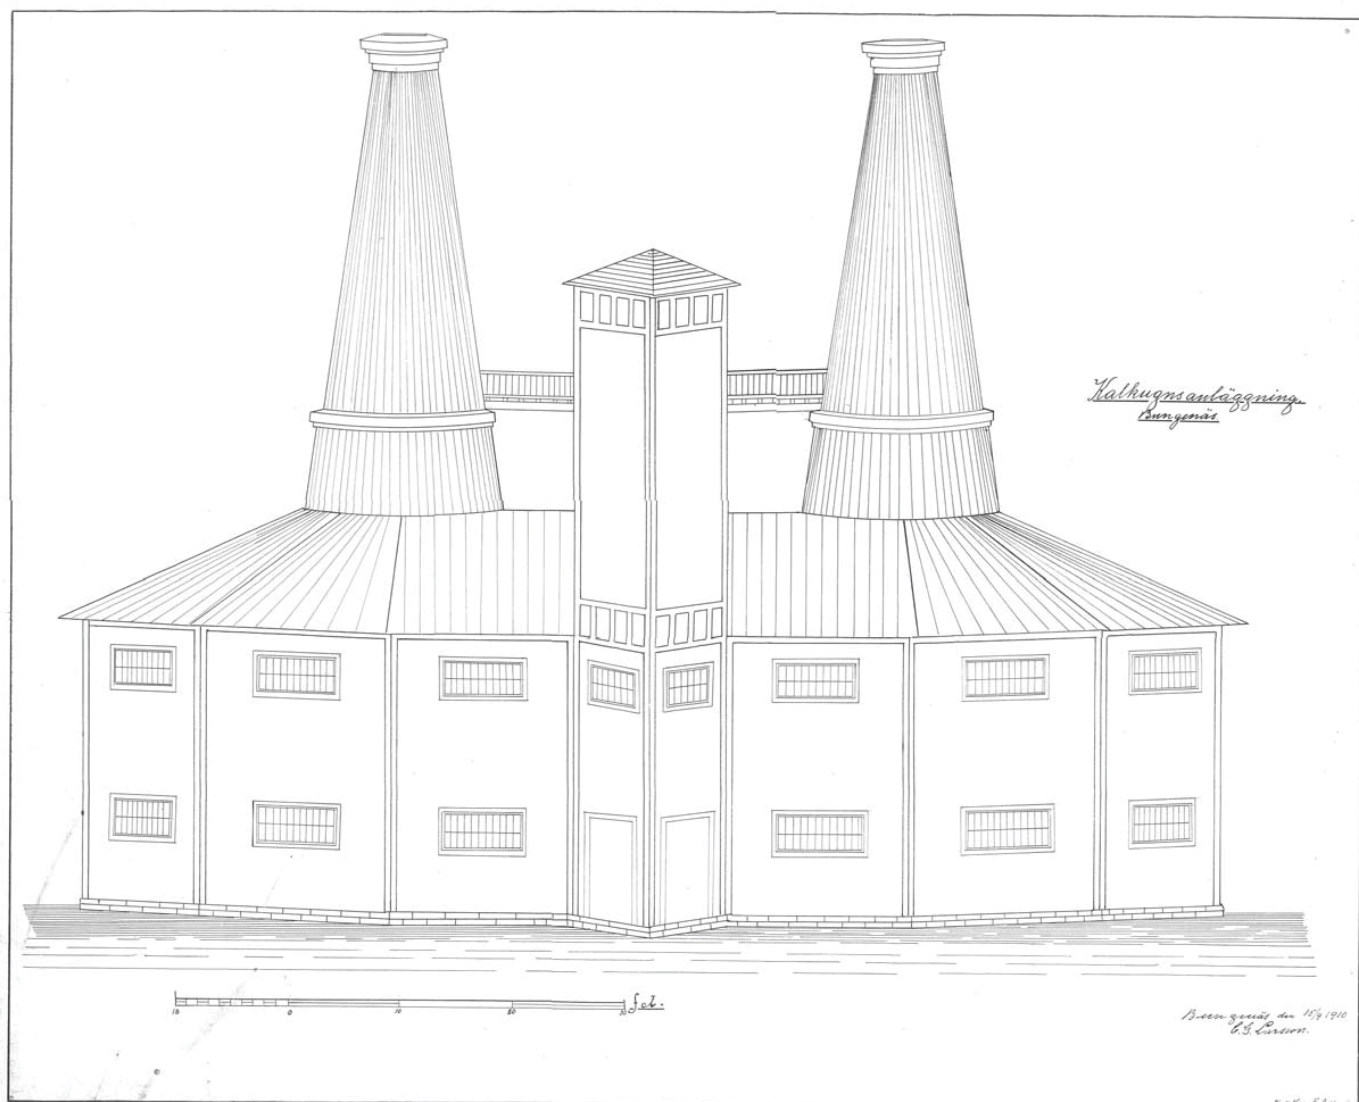 Kalkugnsanläggning.
Bungenäs.
10 0 10 20 30 fot.
Bungenäs den 15/9 1910
C. G. Larsson.